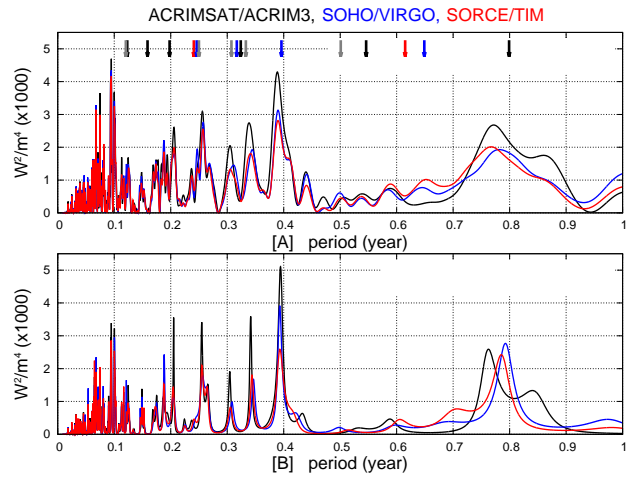 ACRIMSAT/ACRIM3, SOHO/VIRGO, SORCE/TIM
W²/m⁴ (x1000)
5
4
3
2
1
0
0 0.1 0.2 0.3 0.4 0.5 0.6 0.7 0.8 0.9 1
[A] period (year)
W²/m⁴ (x1000)
5
4
3
2
1
0
0 0.1 0.2 0.3 0.4 0.5 0.6 0.7 0.8 0.9 1
[B] period (year)